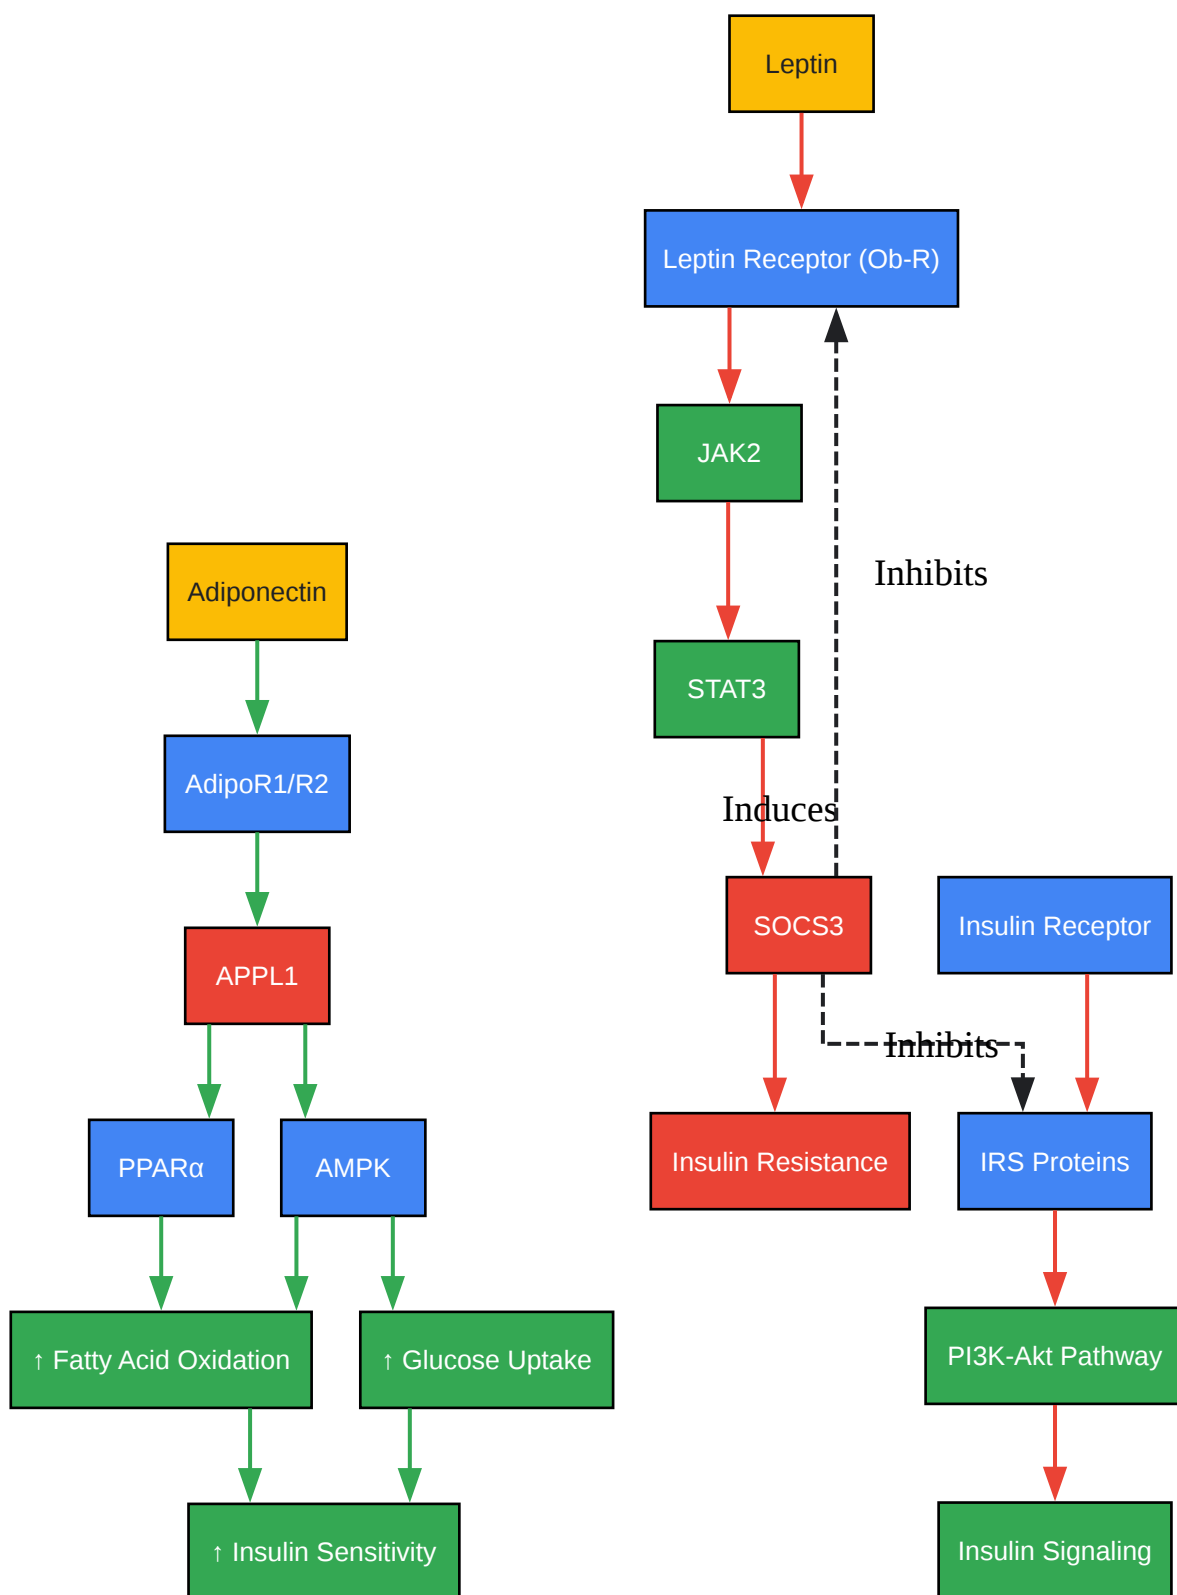 Leptin
Leptin Receptor (Ob-R)
JAK2
Inhibits
Adiponectin
STAT3
AdipoR1/R2
Induces
SOCS3
Insulin Receptor
APPL1
Inhibits
PPARα
AMPK
Insulin Resistance
IRS Proteins
↑ Fatty Acid Oxidation
↑ Glucose Uptake
PI3K-Akt Pathway
↑ Insulin Sensitivity
Insulin Signaling